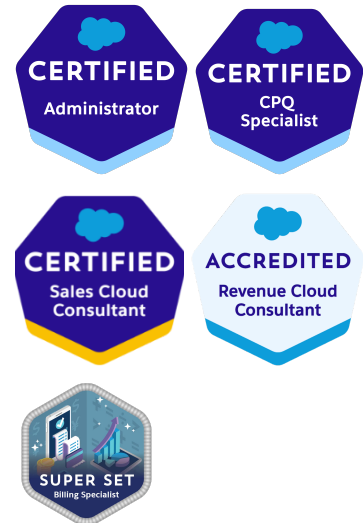 CERTIFIED
Administrator
CERTIFIED
CPQ
Specialist
CERTIFIED
Sales Cloud
Consultant
ACCREDITED
Revenue Cloud
Consultant
SUPER SET
Billing Specialist